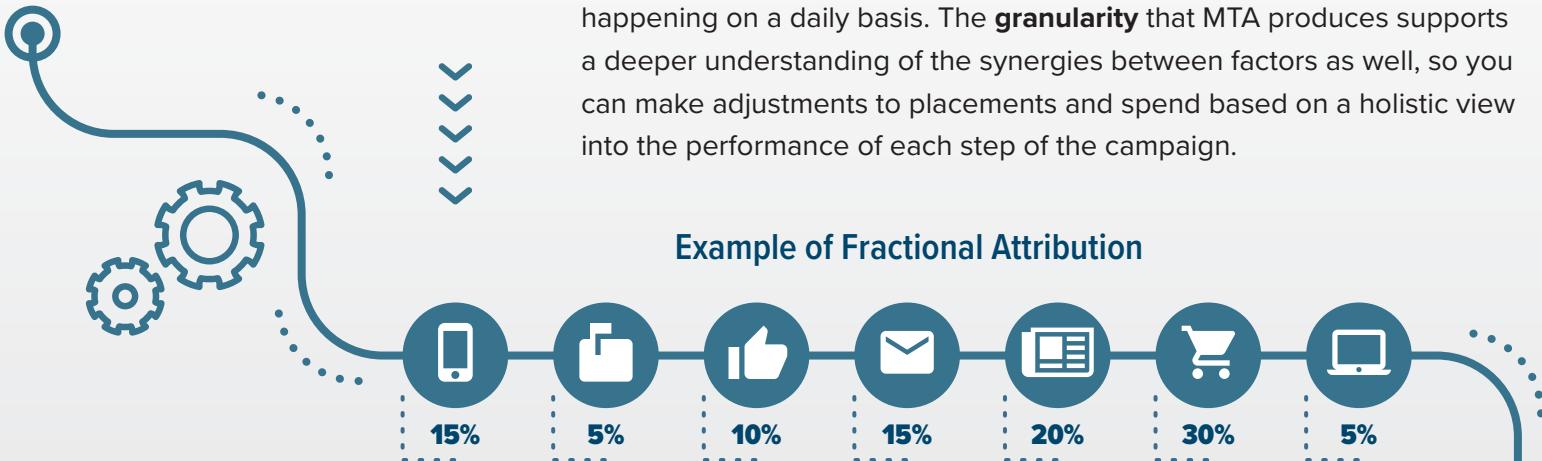 happening on a daily basis. The granularity that MTA produces supports
a deeper understanding of the synergies between factors as well, so you
can make adjustments to placements and spend based on a holistic view
into the performance of each step of the campaign.
Example of Fractional Attribution
15% 5% 10% 15% 20% 30% 5%